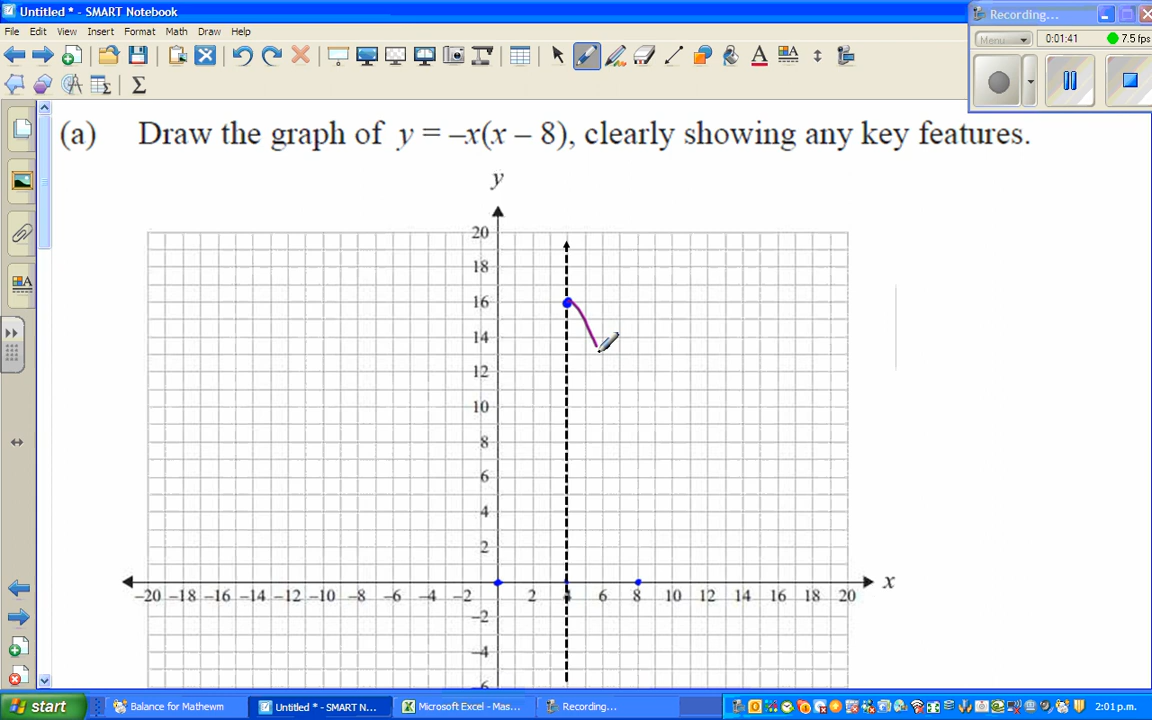 Untitled * - SMART Notebook
Recording...
File Edit View Insert Format Math Draw Help
Menu
0:01:41
7.5 fps
A
Σ
(a) Draw the graph of y = –x(x – 8), clearly showing any key features.
y
20
18
16
14
12
10
8
6
4
2
x
–20 –18 –16 –14 –12 –10 –8 –6 –4 –2 2 4 6 8 10 12 14 16 18 20
–2
–4
–6
start
Balance for Mathewm
Untitled * - SMART N...
Microsoft Excel - Mas...
Recording...
2:01 p.m.